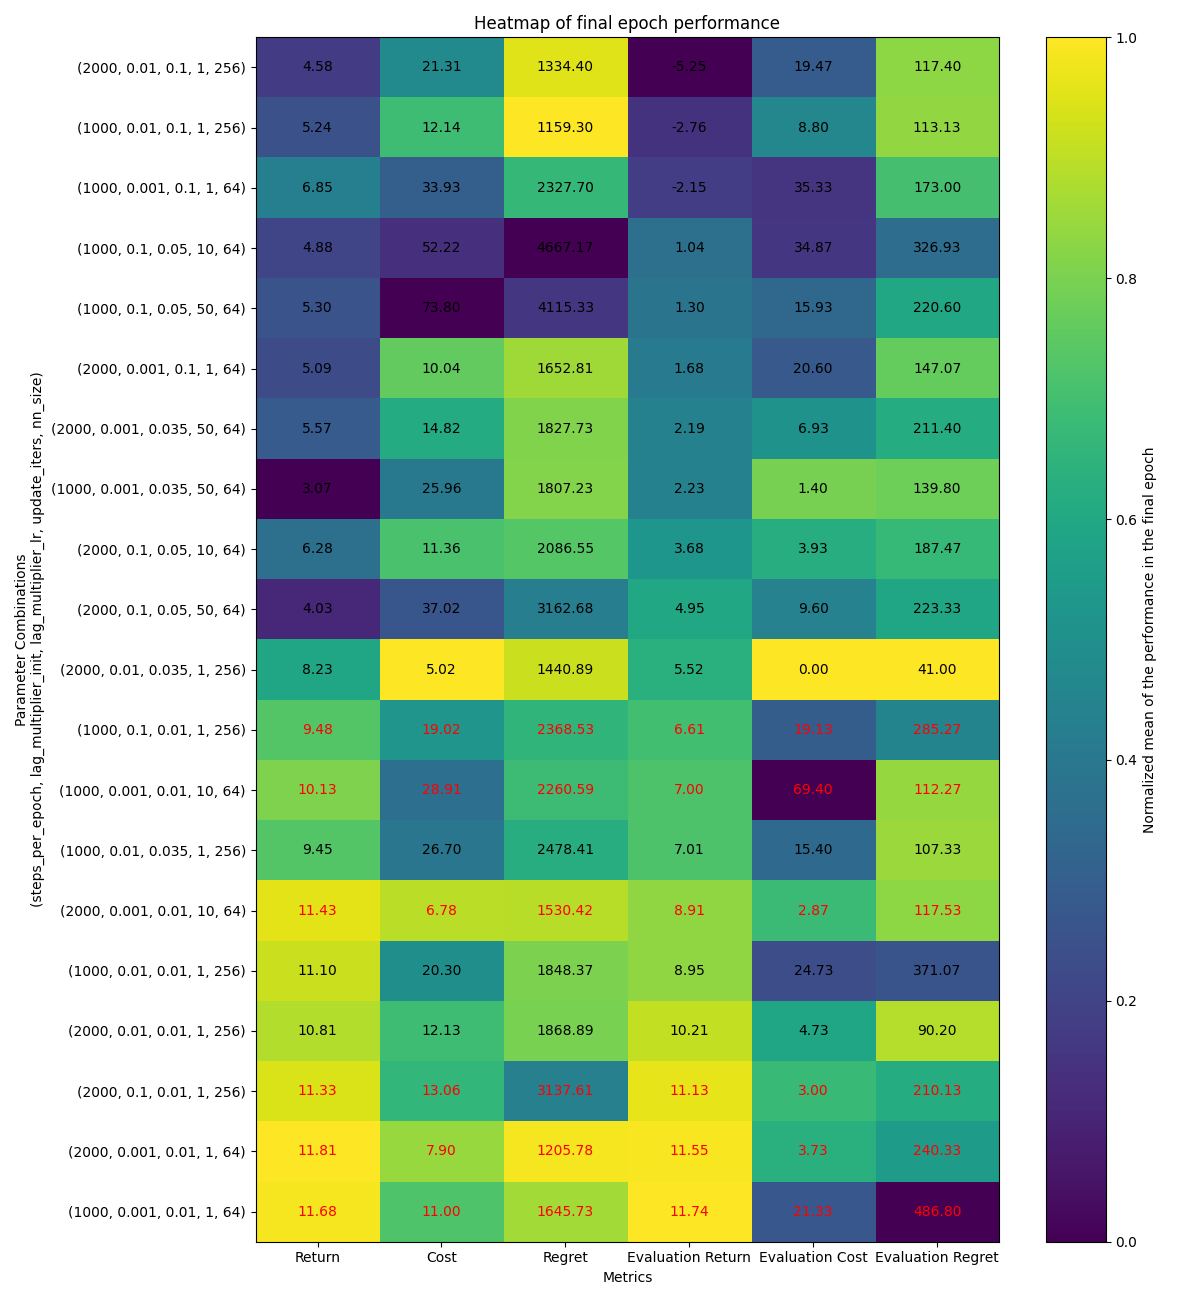 Heatmap of final epoch performance
(2000, 0.01, 0.1, 1, 256) 4.58 21.31 1334.40 -5.25 19.47 117.40
(1000, 0.01, 0.1, 1, 256) 5.24 12.14 1159.30 -2.76 8.80 113.13
(1000, 0.001, 0.1, 1, 64) 6.85 33.93 2327.70 -2.15 35.33 173.00
(1000, 0.1, 0.05, 10, 64) 4.88 52.22 4667.17 1.04 34.87 326.93
(1000, 0.1, 0.05, 50, 64) 5.30 73.80 4115.33 1.30 15.93 220.60
(2000, 0.001, 0.1, 1, 64) 5.09 10.04 1652.81 1.68 20.60 147.07
(2000, 0.001, 0.035, 50, 64) 5.57 14.82 1827.73 2.19 6.93 211.40
(1000, 0.001, 0.035, 50, 64) 3.07 25.96 1807.23 2.23 1.40 139.80
(2000, 0.1, 0.05, 10, 64) 6.28 11.36 2086.55 3.68 3.93 187.47
(2000, 0.1, 0.05, 50, 64) 4.03 37.02 3162.68 4.95 9.60 223.33
(2000, 0.01, 0.035, 1, 256) 8.23 5.02 1440.89 5.52 0.00 41.00
(1000, 0.1, 0.01, 1, 256) 9.48 19.02 2368.53 6.61 19.13 285.27
(1000, 0.001, 0.01, 10, 64) 10.13 28.91 2260.59 7.00 69.40 112.27
(1000, 0.01, 0.035, 1, 256) 9.45 26.70 2478.41 7.01 15.40 107.33
(2000, 0.001, 0.01, 10, 64) 11.43 6.78 1530.42 8.91 2.87 117.53
(1000, 0.01, 0.01, 1, 256) 11.10 20.30 1848.37 8.95 24.73 371.07
(2000, 0.01, 0.01, 1, 256) 10.81 12.13 1868.89 10.21 4.73 90.20
(2000, 0.1, 0.01, 1, 256) 11.33 13.06 3137.61 11.13 3.00 210.13
(2000, 0.001, 0.01, 1, 64) 11.81 7.90 1205.78 11.55 3.73 240.33
(1000, 0.001, 0.01, 1, 64) 11.68 11.00 1645.73 11.74 21.33 486.80
Return Cost Regret Evaluation Return Evaluation Cost Evaluation Regret
Metrics
Parameter Combinations
(steps_per_epoch, lag_multiplier_init, lag_multiplier_lr, update_iters, nn_size)
1.0
0.8
0.6
0.4
0.2
0.0
Normalized mean of the performance in the final epoch